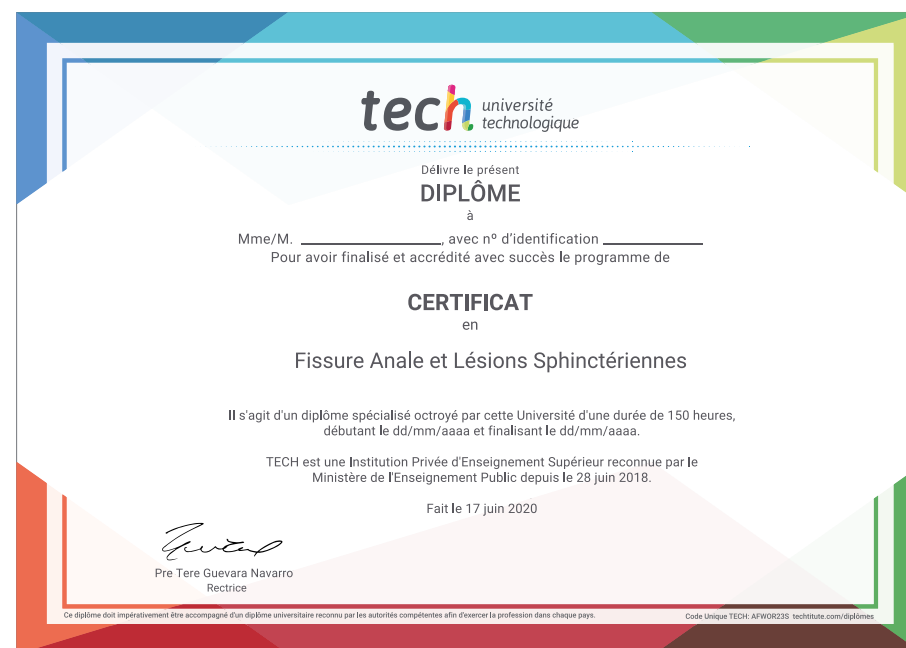 tech université
technologique
Délivre le présent
DIPLÔME
à
Mme/M. ____________, avec nº d'identification ____________
Pour avoir finalisé et accrédité avec succès le programme de
CERTIFICAT
en
Fissure Anale et Lésions Sphinctériennes
Il s'agit d'un diplôme spécialisé octroyé par cette Université d'une durée de 150 heures,
débutant le dd/mm/aaaa et finalisant le dd/mm/aaaa.
TECH est une Institution Privée d'Enseignement Supérieur reconnue par le
Ministère de l'Enseignement Public depuis le 28 juin 2018.
Fait le 17 juin 2020
Pre Tere Guevara Navarro
Rectrice
Ce diplôme doit impérativement être accompagné d'un diplôme universitaire reconnu par les autorités compétentes afin d'exercer la profession dans chaque pays.
Code Unique TECH: AFWOR23S techtitute.com/diplômes